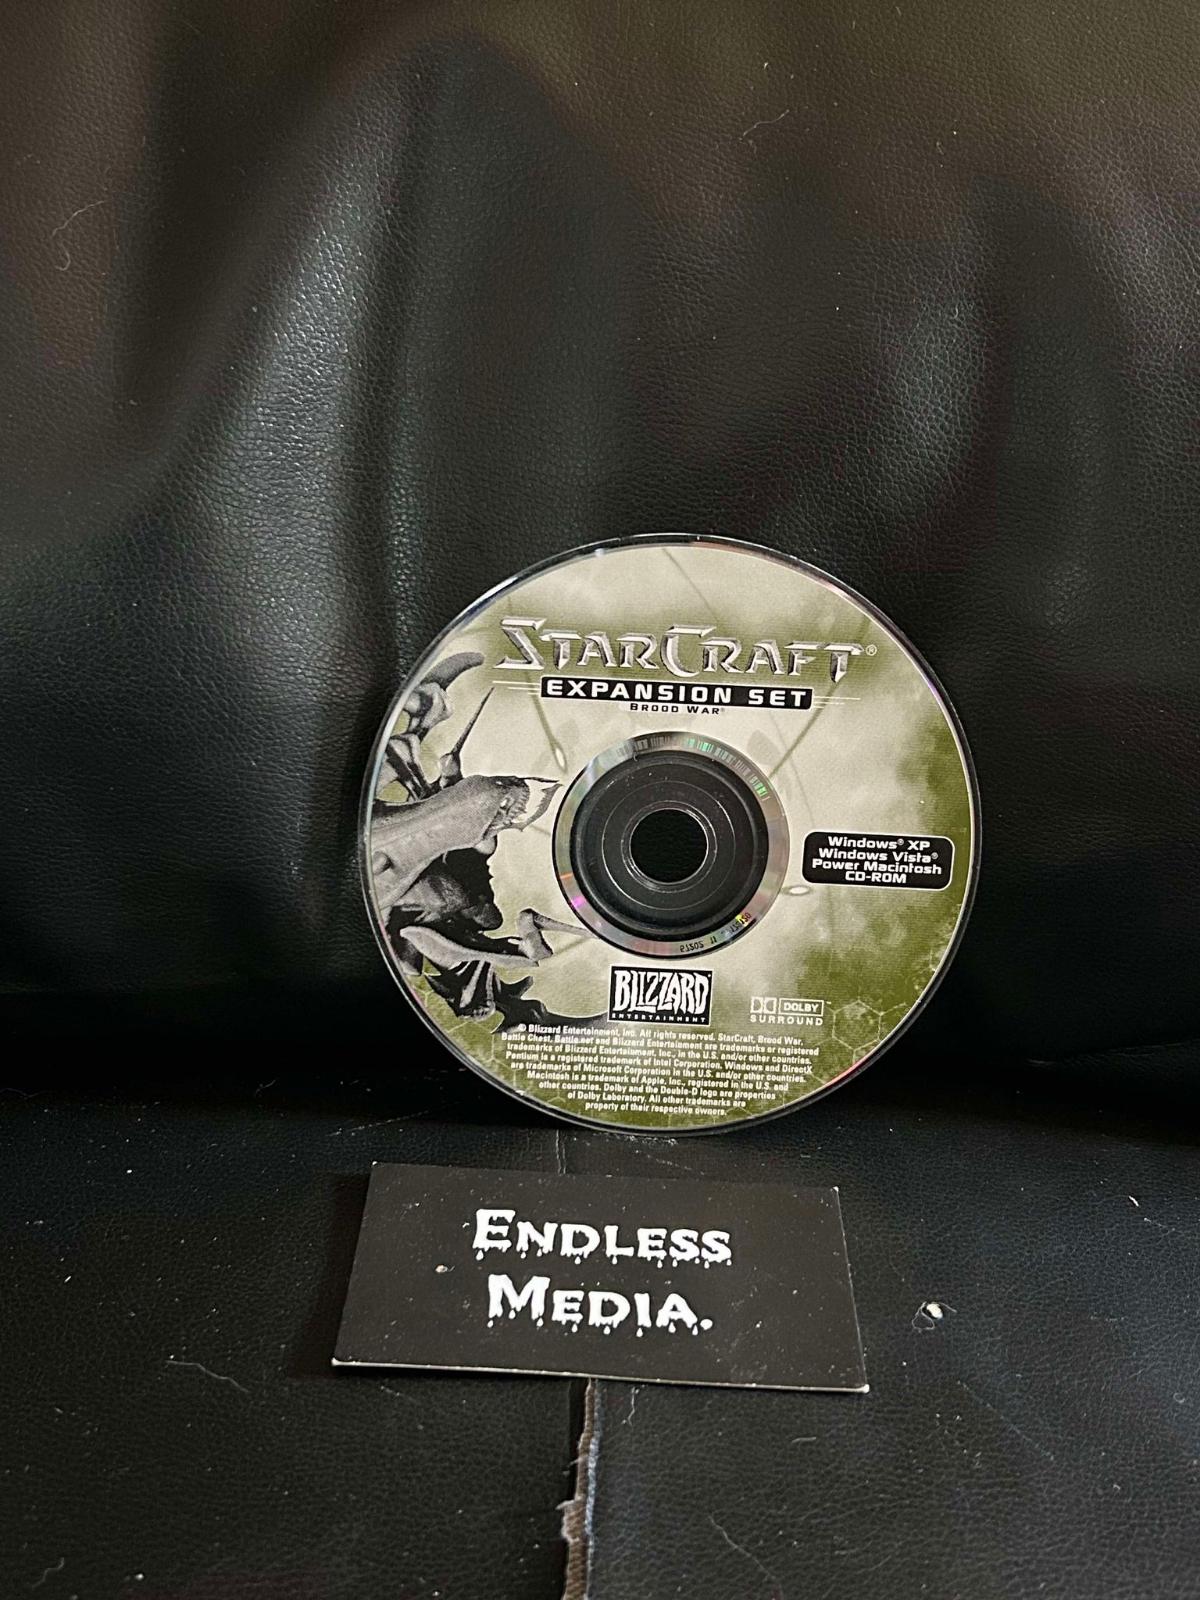 STARCRAFT®
EXPANSION SET
BROOD WAR®
Windows® XP
Windows Vista®
Power Macintosh
CD-ROM
BLIZZARD
ENTERTAINMENT
DOLBY
SURROUND
© Blizzard Entertainment, Inc. All rights reserved. StarCraft, Brood War,
Battle Chest, Battle.net and Blizzard Entertainment are trademarks or registered
trademarks of Blizzard Entertainment, Inc., in the U.S. and/or other countries.
Pentium is a registered trademark of Intel Corporation. Windows and DirectX
are trademarks of Microsoft Corporation in the U.S. and/or other countries.
Macintosh is a trademark of Apple, Inc., registered in the U.S. and
other countries. Dolby and the Double-D logo are properties
of Dolby Laboratory. All other trademarks are
property of their respective owners.
ENDLESS
MEDIA.